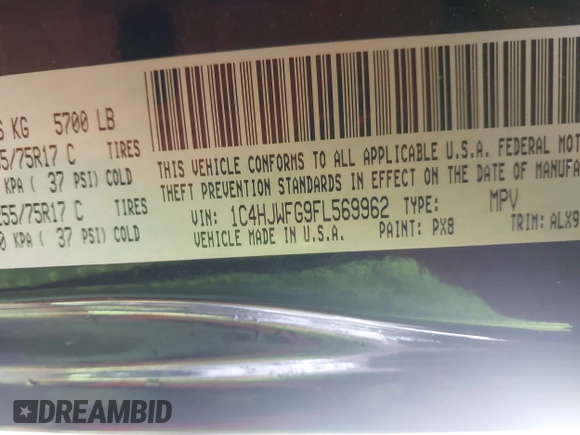 KG 5700 LB
55/75R17 C TIRES
KPA ( 37 PSI) COLD
255/75R17 C TIRES
0 KPA ( 37 PSI) COLD
THIS VEHICLE CONFORMS TO ALL APPLICABLE U.S.A. FEDERAL MOT
THEFT PREVENTION STANDARDS IN EFFECT ON THE DATE OF MANUFA
VIN: 1C4HJWFG9FL569962 TYPE: MPV
VEHICLE MADE IN U.S.A. PAINT: PX8 TRIM: ALX9
DREAMBID